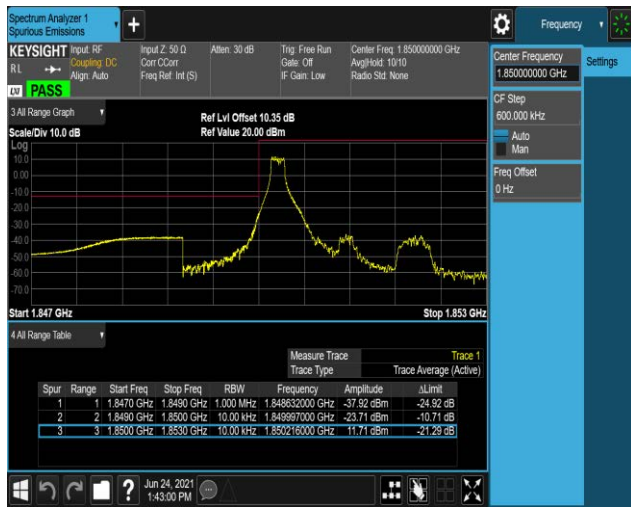 Spectrum Analyzer 1
Spurious Emissions
Frequency
KEYSIGHT Input: RF Input Z: 50 Ω Atten: 30 dB Trig: Free Run Center Freq: 1.850000000 GHz
RL Coupling: DC Corr CCorr Gate: Off Avg|Hold: 10/10
Align: Auto Freq Ref: Int (S) IF Gain: Low Radio Std: None
LXI PASS
Center Frequency
1.850000000 GHz
Settings
CF Step
600.000 kHz
Auto
Man
Freq Offset
0 Hz
3 All Range Graph
Ref Lvl Offset 10.35 dB
Scale/Div 10.0 dB Ref Value 20.00 dBm
Log
10.0
0.00
-10.0
-20.0
-30.0
-40.0
-50.0
-60.0
-70.0
Start 1.847 GHz Stop 1.853 GHz
4 All Range Table
Measure Trace Trace 1
Trace Type Trace Average (Active)
Spur Range Start Freq Stop Freq RBW Frequency Amplitude ΔLimit
1 1 1.8470 GHz 1.8490 GHz 1.000 MHz 1.848632000 GHz -37.92 dBm -24.92 dB
2 2 1.8490 GHz 1.8500 GHz 10.00 kHz 1.849997000 GHz -23.71 dBm -10.71 dB
3 3 1.8500 GHz 1.8530 GHz 10.00 kHz 1.850216000 GHz 11.71 dBm -21.29 dB
Jun 24, 2021
1:43:00 PM